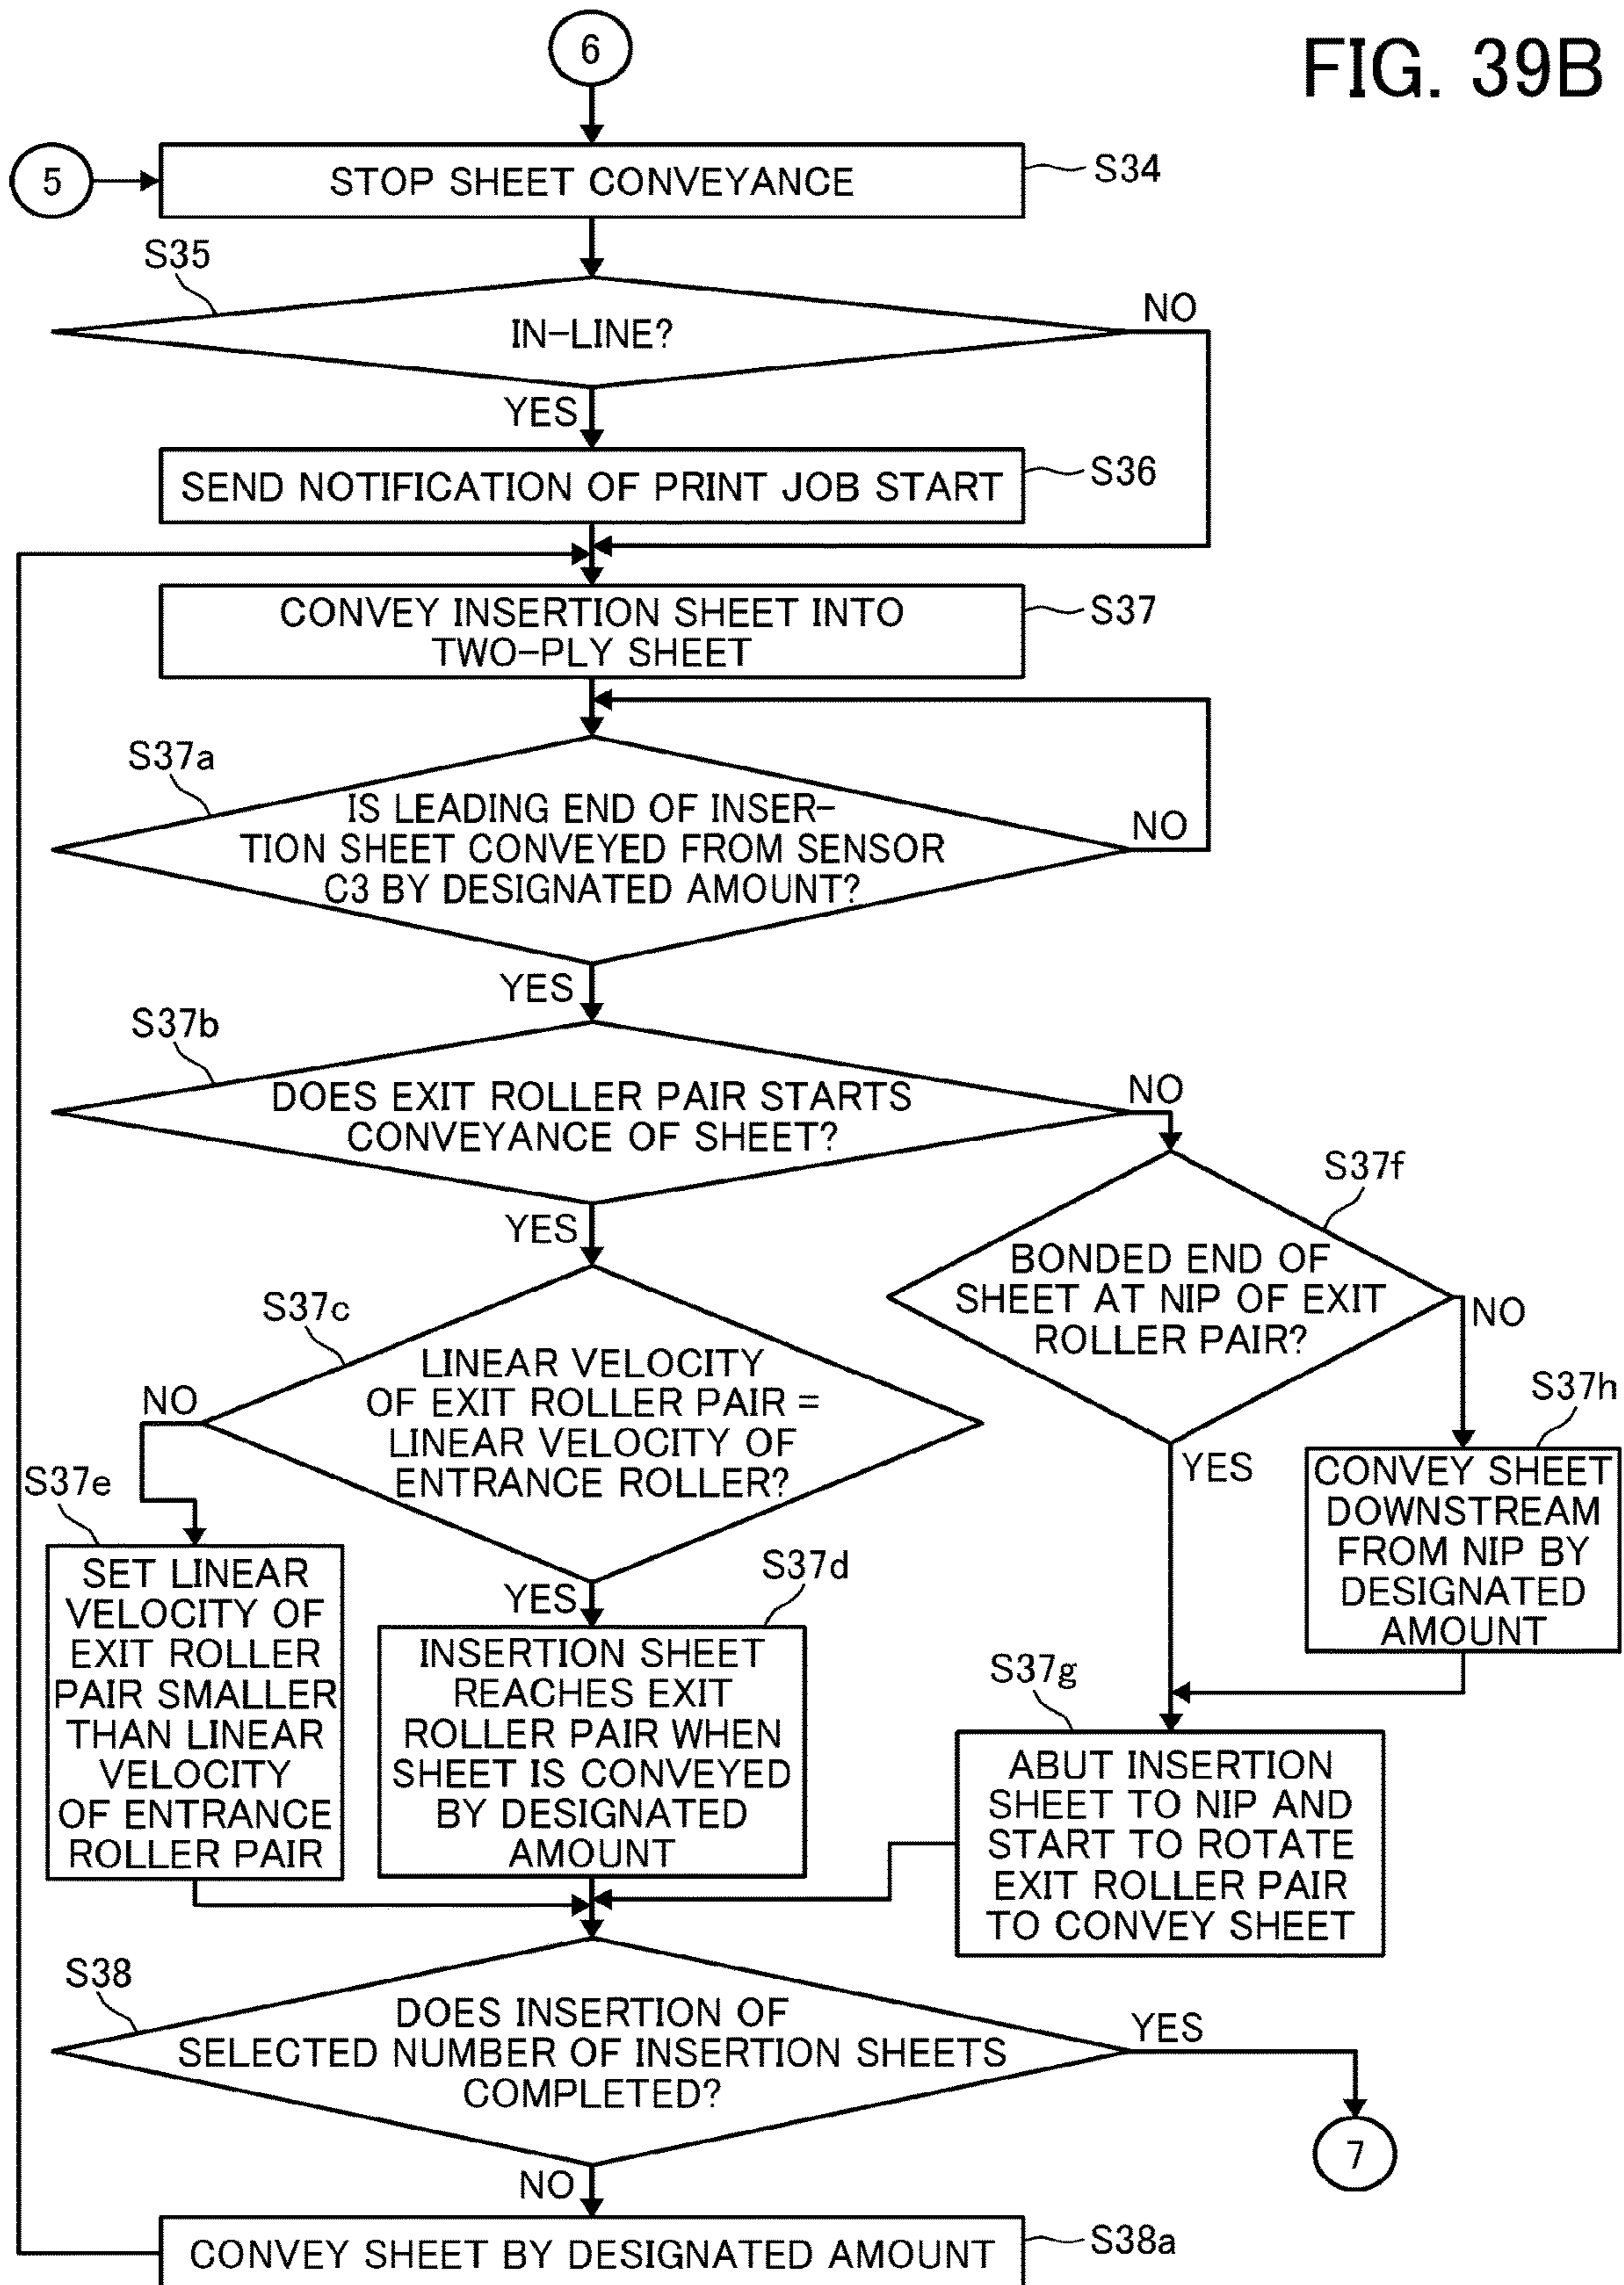 FIG. 39B
6
5
STOP SHEET CONVEYANCE
S34
S35
IN-LINE?
NO
YES
SEND NOTIFICATION OF PRINT JOB START
S36
CONVEY INSERTION SHEET INTO
TWO-PLY SHEET
S37
S37a
IS LEADING END OF INSER-
TION SHEET CONVEYED FROM SENSOR
C3 BY DESIGNATED AMOUNT?
NO
YES
S37b
DOES EXIT ROLLER PAIR STARTS
CONVEYANCE OF SHEET?
NO
YES
S37f
BONDED END OF
SHEET AT NIP OF EXIT
ROLLER PAIR?
NO
YES
S37h
CONVEY SHEET
DOWNSTREAM
FROM NIP BY
DESIGNATED
AMOUNT
S37c
LINEAR VELOCITY
OF EXIT ROLLER PAIR =
LINEAR VELOCITY OF
ENTRANCE ROLLER?
NO
YES
S37e
SET LINEAR
VELOCITY OF
EXIT ROLLER
PAIR SMALLER
THAN LINEAR
VELOCITY
OF ENTRANCE
ROLLER PAIR
S37d
INSERTION SHEET
REACHES EXIT
ROLLER PAIR WHEN
SHEET IS CONVEYED
BY DESIGNATED
AMOUNT
S37g
ABUT INSERTION
SHEET TO NIP AND
START TO ROTATE
EXIT ROLLER PAIR
TO CONVEY SHEET
S38
DOES INSERTION OF
SELECTED NUMBER OF INSERTION SHEETS
COMPLETED?
YES
7
NO
CONVEY SHEET BY DESIGNATED AMOUNT
S38a